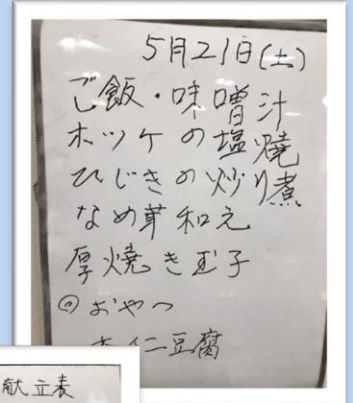 5月21日(土)
ご飯・味噌汁
ホッケの塩焼
ひじきの炒り煮
なめ茸和え
厚焼き玉子
◎おやつ
杏仁豆腐
献立表